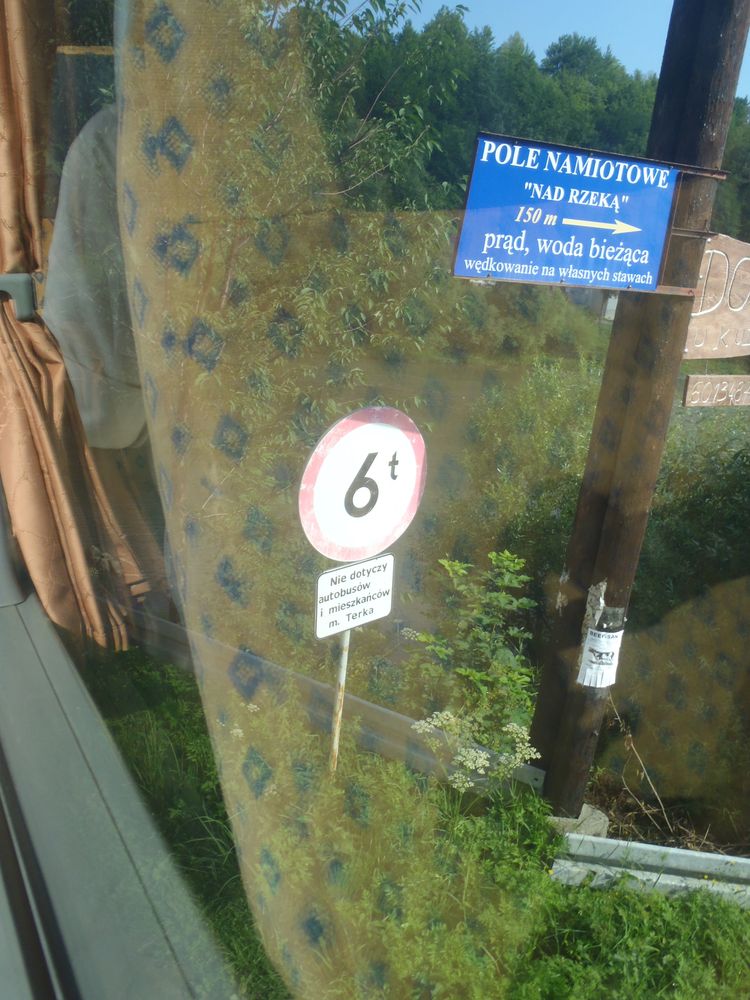 POLE NAMIOTOWE
"NAD RZEKĄ"
150 m
prąd, woda bieżąca
wędkowanie na własnych stawach
6t
Nie dotyczy
autobusów
i mieszkańców
m. Terka